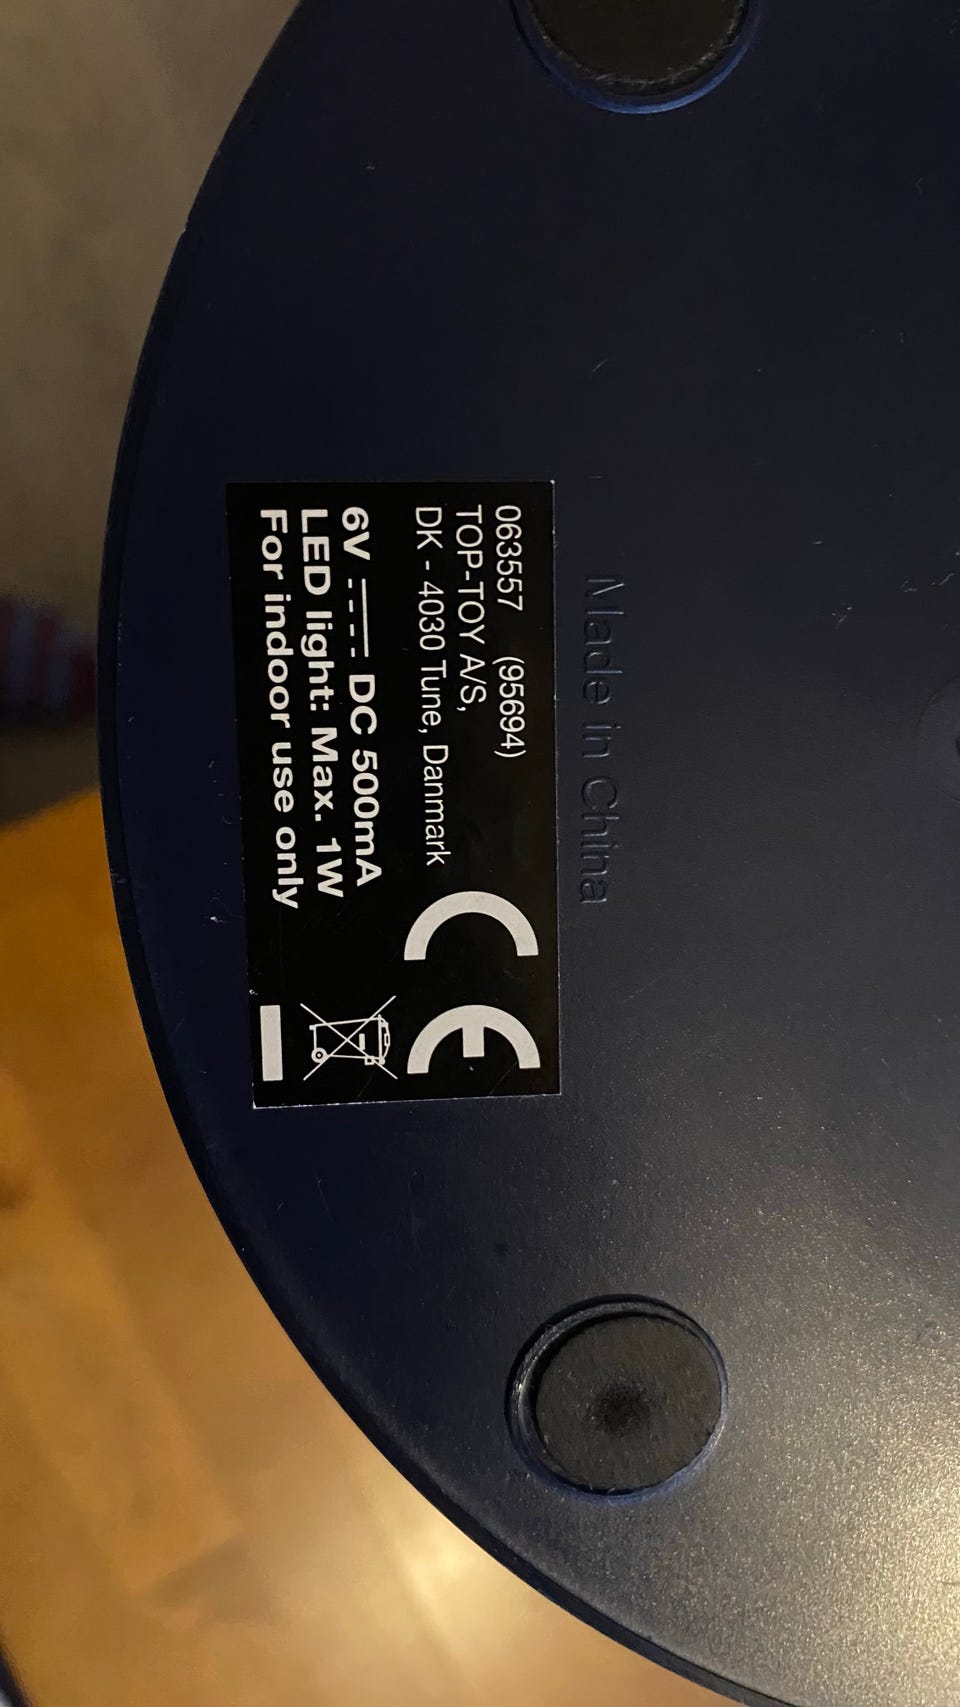 Made in China
063557 (95694)
TOP-TOY A/S,
DK - 4030 Tune, Danmark
CE
6V DC 500mA
LED light: Max. 1W
For indoor use only